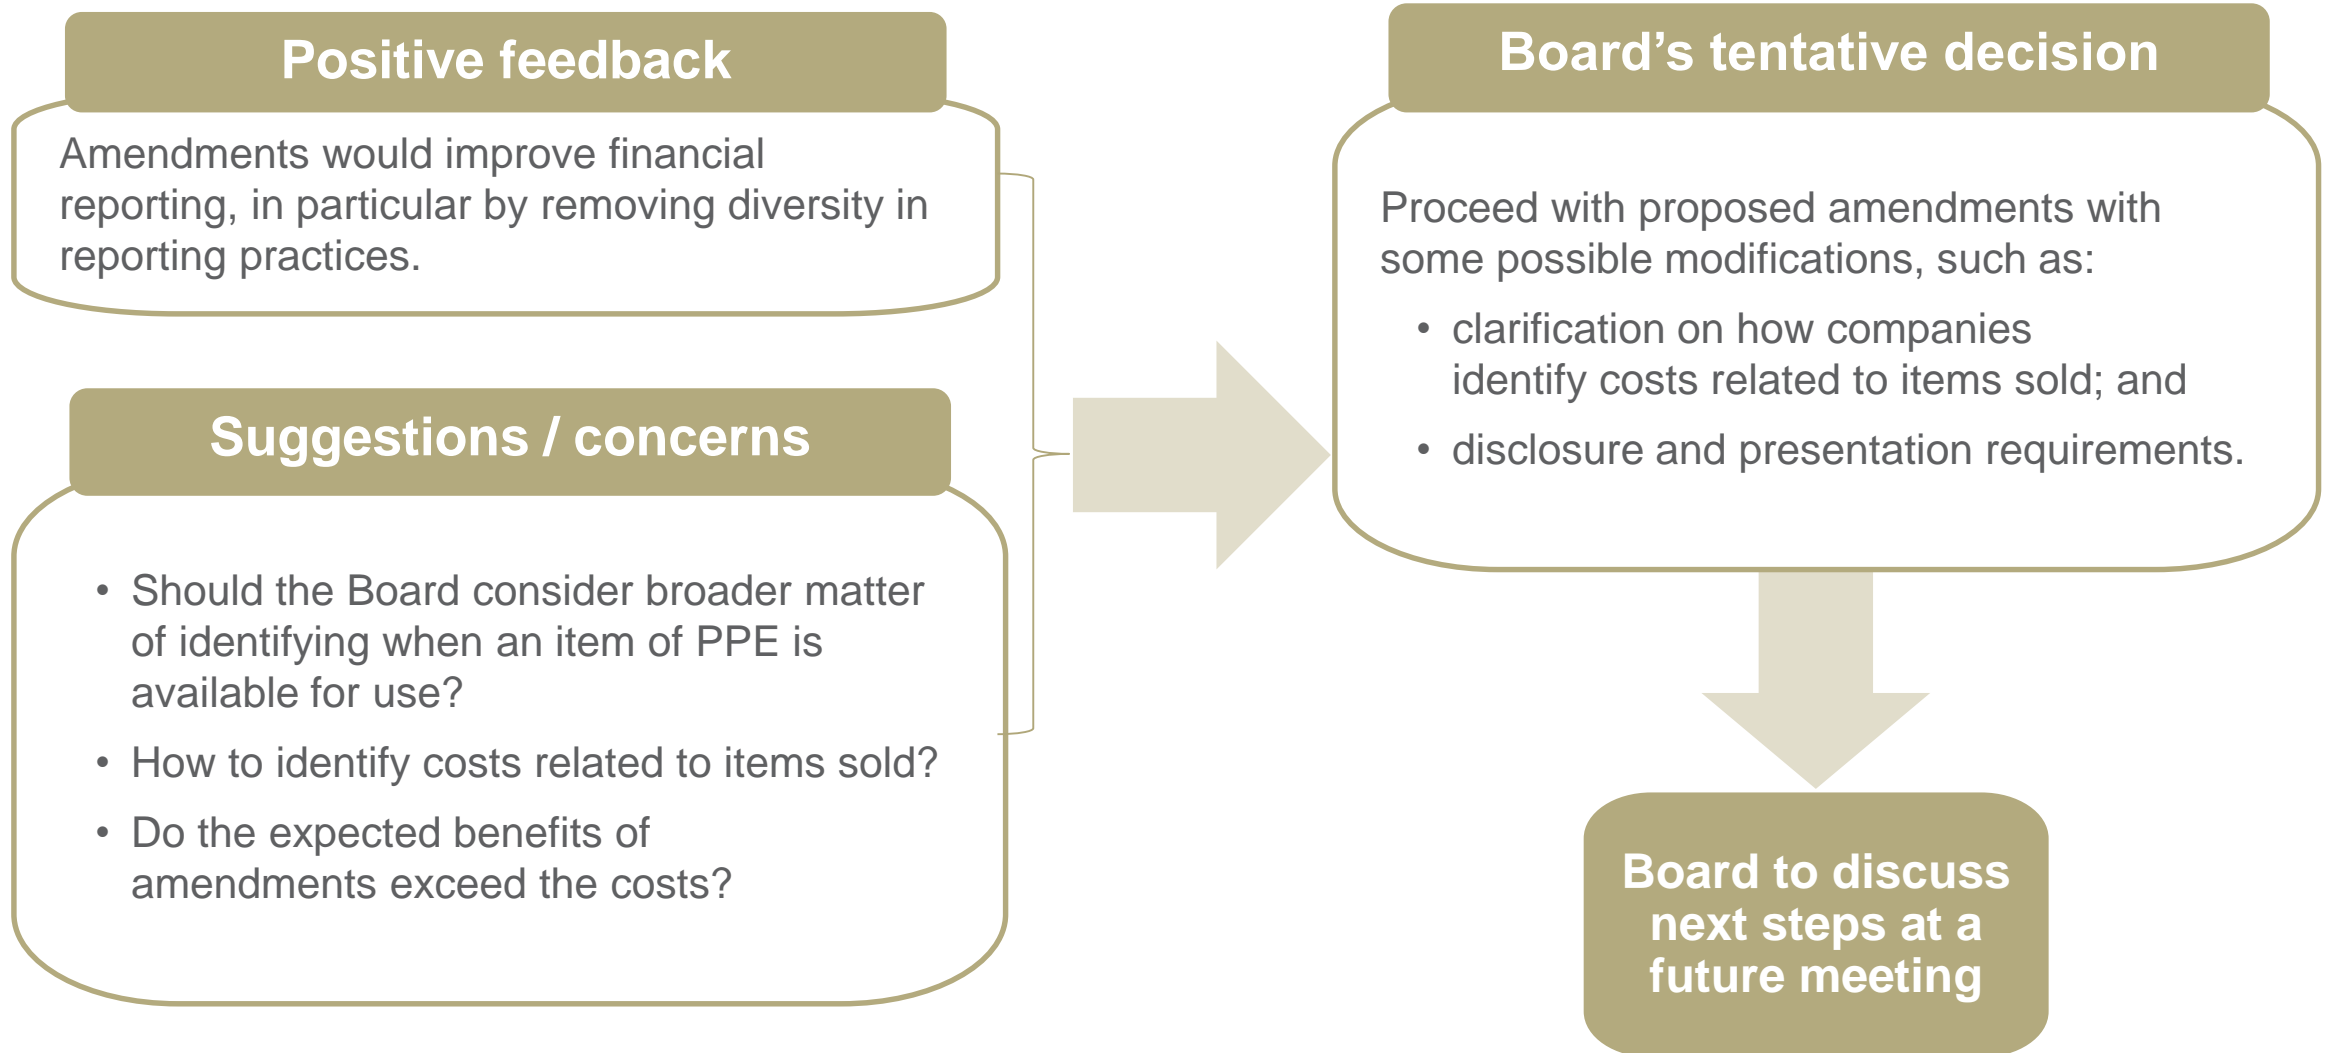 Positive feedback
Amendments would improve financial
reporting, in particular by removing diversity in
reporting practices.
Suggestions / concerns
• Should the Board consider broader matter
of identifying when an item of PPE is
available for use?
• How to identify costs related to items sold?
• Do the expected benefits of
amendments exceed the costs?
Board’s tentative decision
Proceed with proposed amendments with
some possible modifications, such as:
• clarification on how companies
identify costs related to items sold; and
• disclosure and presentation requirements.
Board to discuss
next steps at a
future meeting